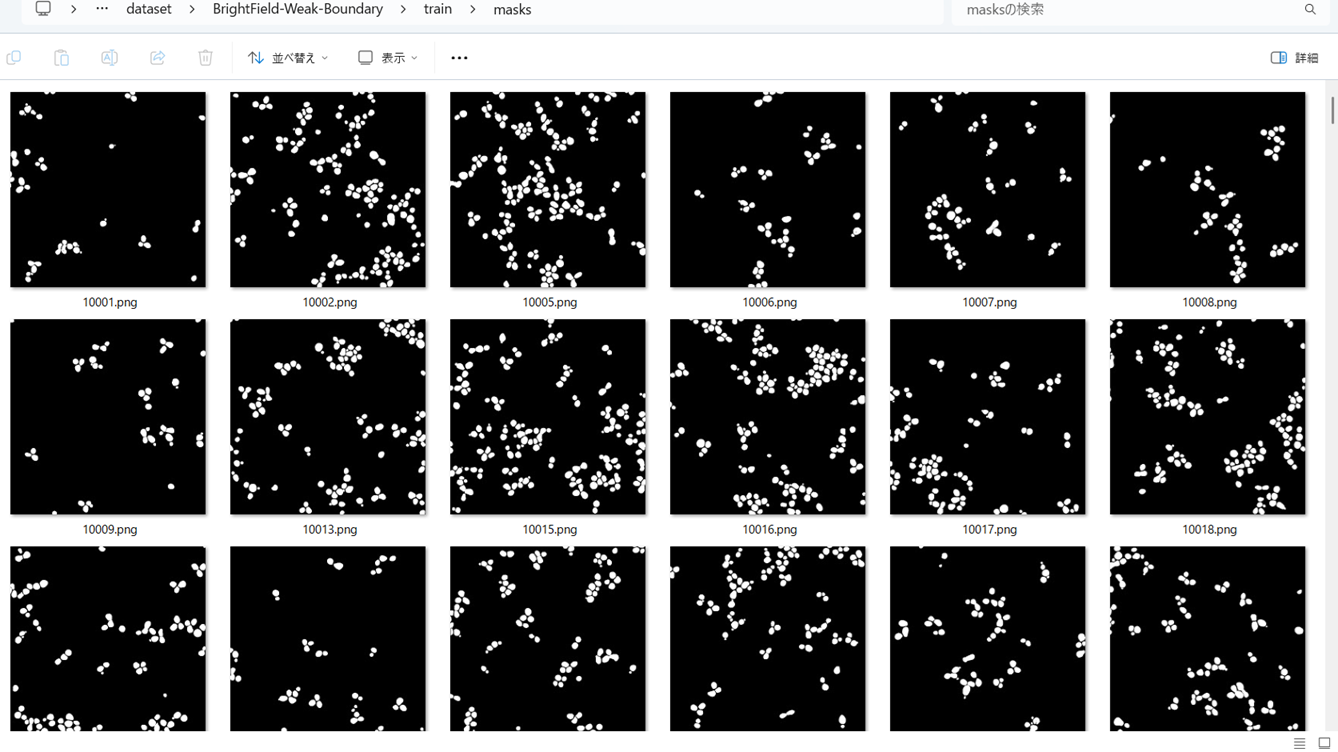 … dataset > BrightField-Weak-Boundary > train > masks
masksの検索
並べ替え 表示 … 詳細
10001.png 10002.png 10005.png 10006.png 10007.png 10008.png
10009.png 10013.png 10015.png 10016.png 10017.png 10018.png